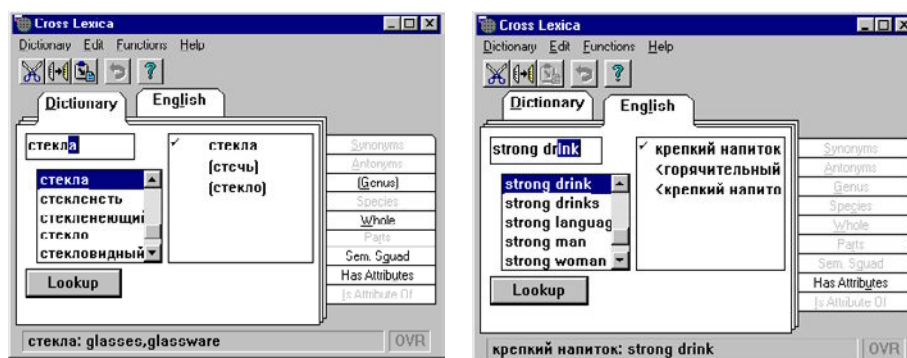 Cross Lexica
Dictionary Edit Functions Help
Dictionary
English
стекла
стекла
стекленеть
стекленеющий
стекло
стекловидный
Lookup
✓ стекла
(стечь)
(стекло)
Synonyms
Antonyms
(Genus)
Species
Whole
Parts
Sem. Squad
Has Attributes
Is Attribute Of
стекла: glasses,glassware
OVR
Cross Lexica
Dictionary Edit Functions Help
Dictionary
English
strong drink
strong drink
strong drinks
strong languag
strong man
strong woman
Lookup
✓ крепкий напиток
<горячительный
<крепкий напито
Synonyms
Antonyms
Genus
Species
Whole
Parts
Sem. Squad
Has Attributes
Is Attribute Of
крепкий напиток: strong drink
OVR